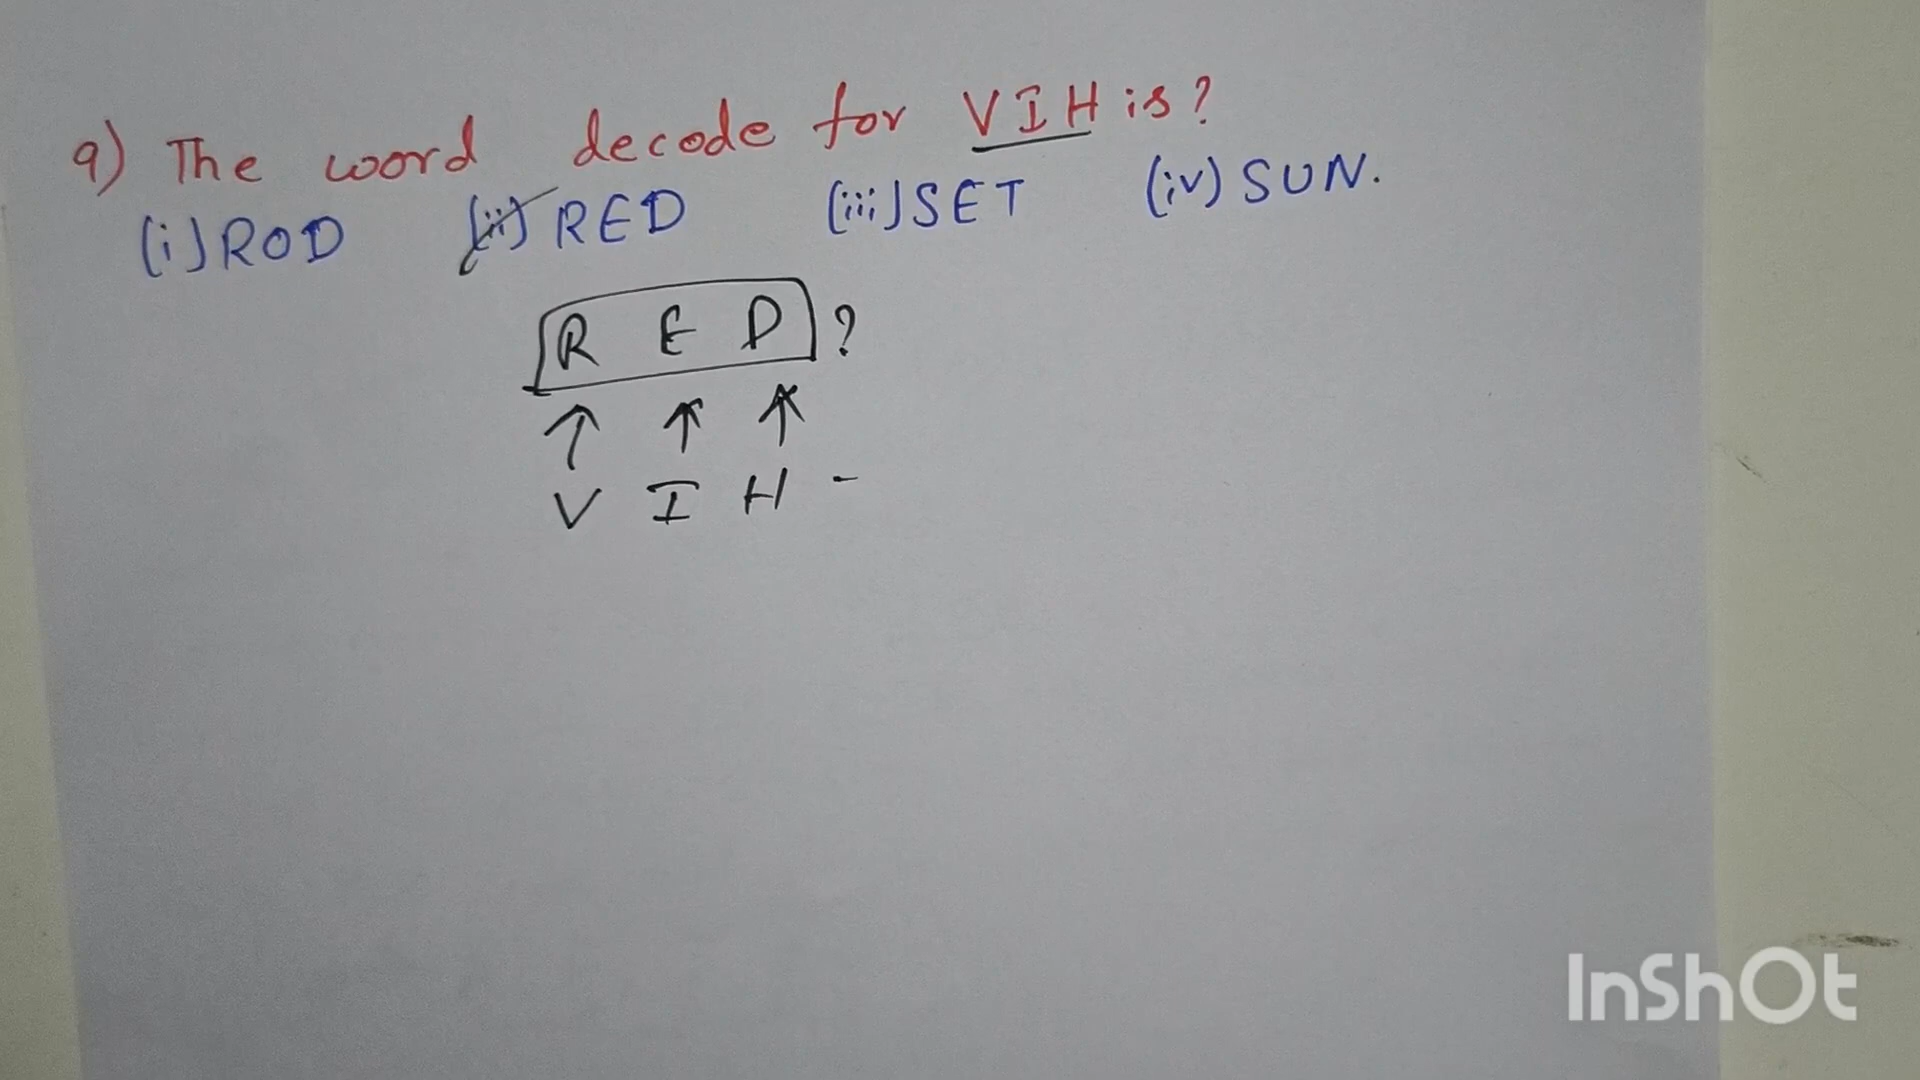 9) The word decode for VIH is?
(i) ROD (ii) RED (iii) SET (iv) SUN.
R E D ?
↑ ↑ ↑
V I H -
InShOt